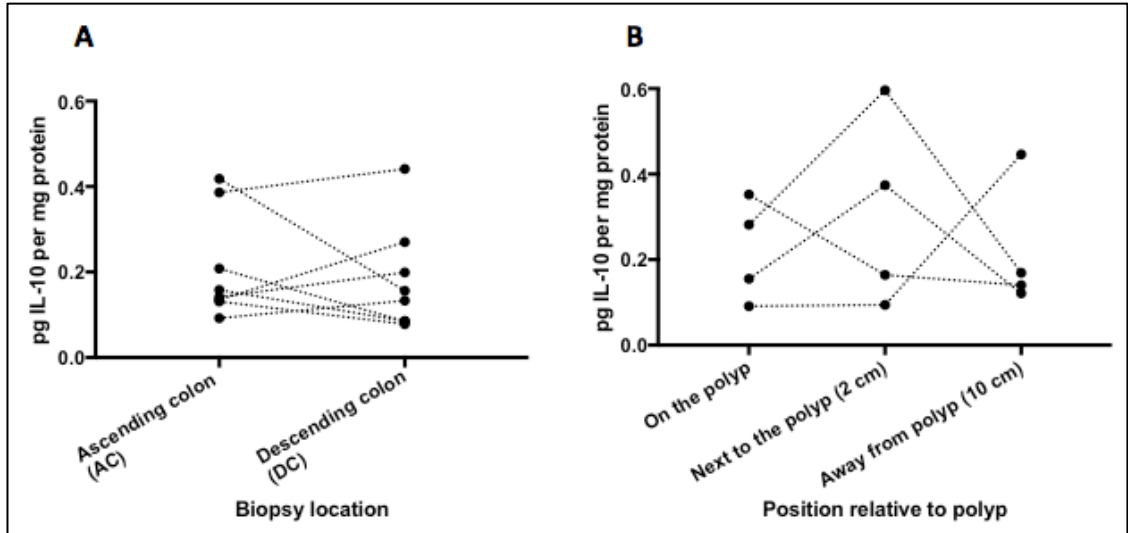 A
pg IL-10 per mg protein
0.6
0.4
0.2
0.0
Ascending colon
(AC)
Descending colon
(DC)
Biopsy location
B
pg IL-10 per mg protein
0.6
0.4
0.2
0.0
On the polyp
Next to the polyp (2 cm)
Away from polyp (10 cm)
Position relative to polyp